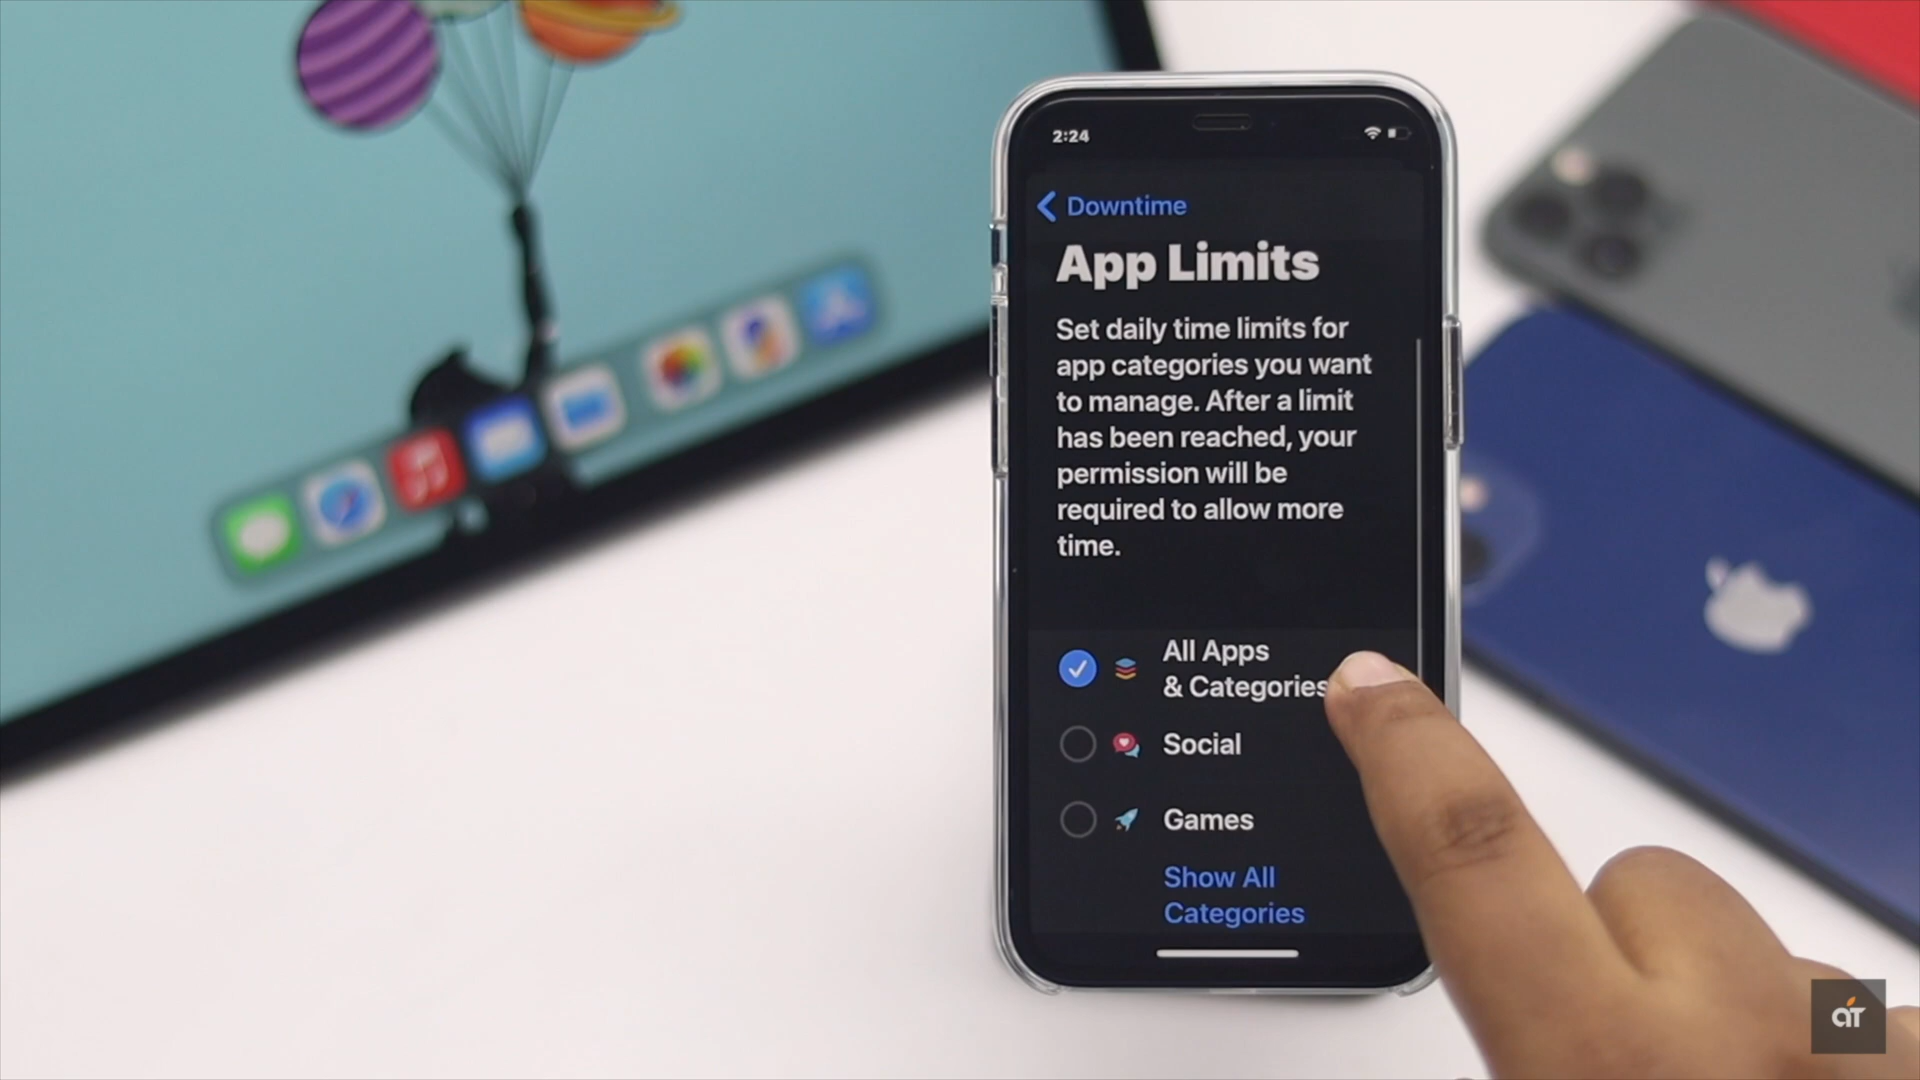 2:24
Downtime
App Limits
Set daily time limits for
app categories you want
to manage. After a limit
has been reached, your
permission will be
required to allow more
time.
All Apps
& Categories
Social
Games
Show All
Categories
aT